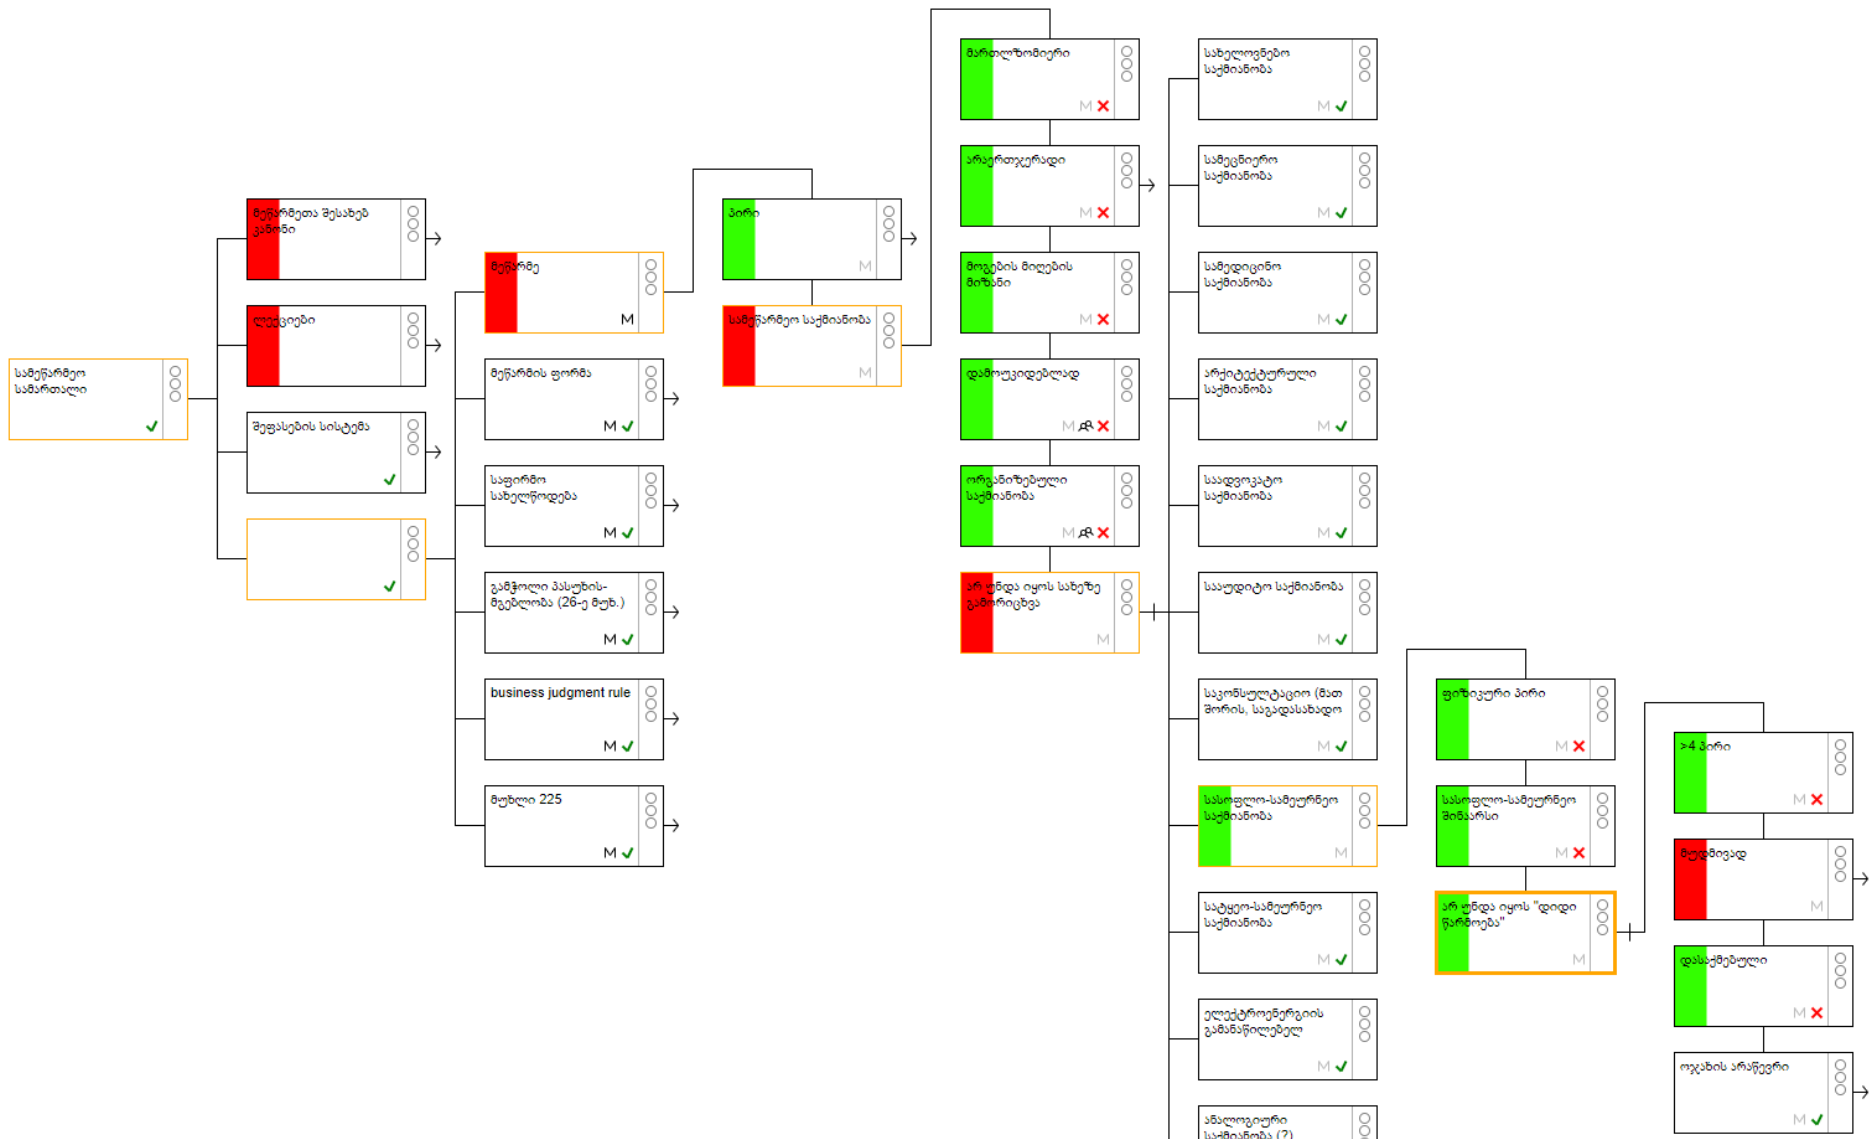 სამეწარმეო
სამართალი
მეწარმეთა შესახებ
კანონი
ლექციები
შეფასების სისტემა
მეწარმე
M
მეწარმის ფორმა
M
საფირმო
სახელწოდება
M
გამჭოლი პასუხის-
მგებლობა (26-ე მუხ.)
M
business judgment rule
M
მუხლი 225
M
პირი
M
სამეწარმეო საქმიანობა
M
მართლზომიერი
M
არაერთჯერადი
M
მოგების მიღების
მიზანი
M
დამოუკიდებლად
M
ორგანიზებული
საქმიანობა
M
არ უნდა იყოს სახეზე
გამორიცხვა
M
სახელოვნებო
საქმიანობა
M
სამეცნიერო
საქმიანობა
M
სამედიცინო
საქმიანობა
M
არქიტექტურული
საქმიანობა
M
საადვოკატო
საქმიანობა
M
სააუდიტო საქმიანობა
M
საკონსულტაციო (მათ
შორის, საგადასახადო
M
სასოფლო-სამეურნეო
საქმიანობა
M
სატყეო-სამეურნეო
საქმიანობა
M
ელექტროენერგიის
გამანაწილებელ
M
ანალოგიური
საქმიანობა (?)
ფიზიკური პირი
M
სასოფლო-სამეურნეო
შინაარსი
M
არ უნდა იყოს "დიდი
წარმოება"
M
>4 პირი
M
მუდმივად
M
დასაქმებული
M
ოჯახის არაწევრი
M